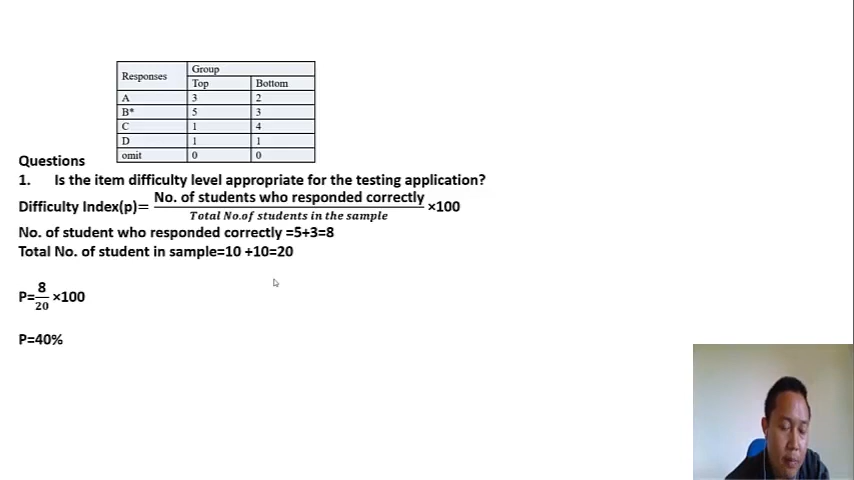 Responses Group
Top Bottom
A 3 2
B* 5 3
C 1 4
D 1 1
omit 0 0
Questions
1. Is the item difficulty level appropriate for the testing application?
Difficulty Index(p)= No. of students who responded correctly / Total No.of students in the sample ×100
No. of student who responded correctly =5+3=8
Total No. of student in sample=10 +10=20
P= 8/20 ×100
P=40%